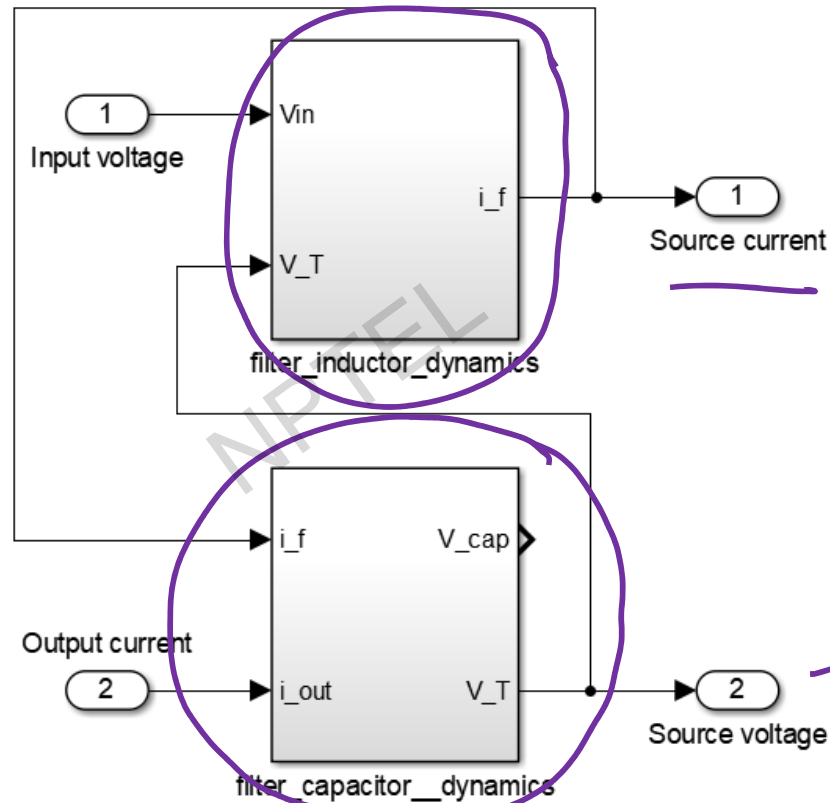 1
Input voltage
Vin
i_f
1
Source current
V_T
filter_inductor_dynamics
NPTEL
i_f
V_cap
Output current
2
i_out
V_T
2
Source voltage
filter_capacitor__dynamics